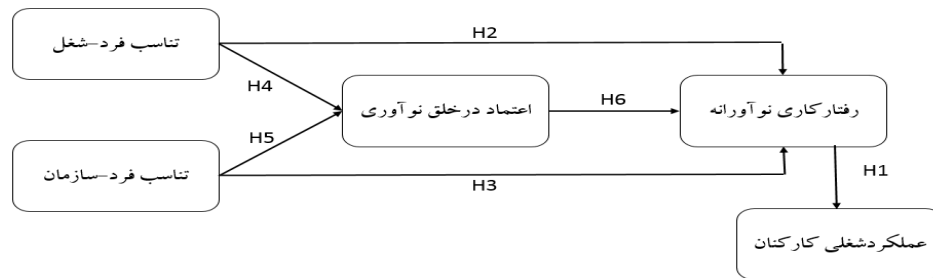 تناسب فرد-شغل
H2
H4
اعتماد درخلق نوآوری
H6
رفتارکاری نوآورانه
H5
تناسب فرد-سازمان
H3
H1
عملکردشغلی کارکنان